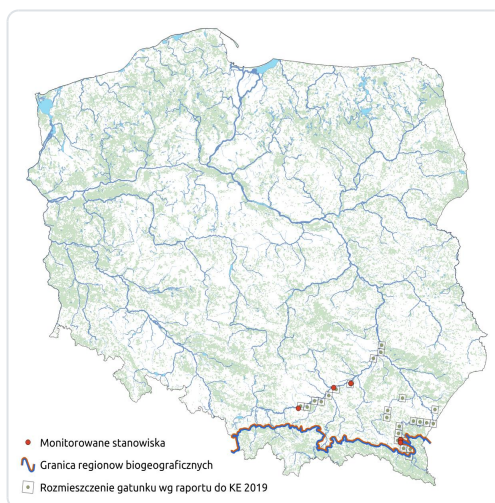 Monitorowane stanowiska
Granica regionow biogeograficznych
Rozmieszczenie gatunku wg raportu do KE 2019